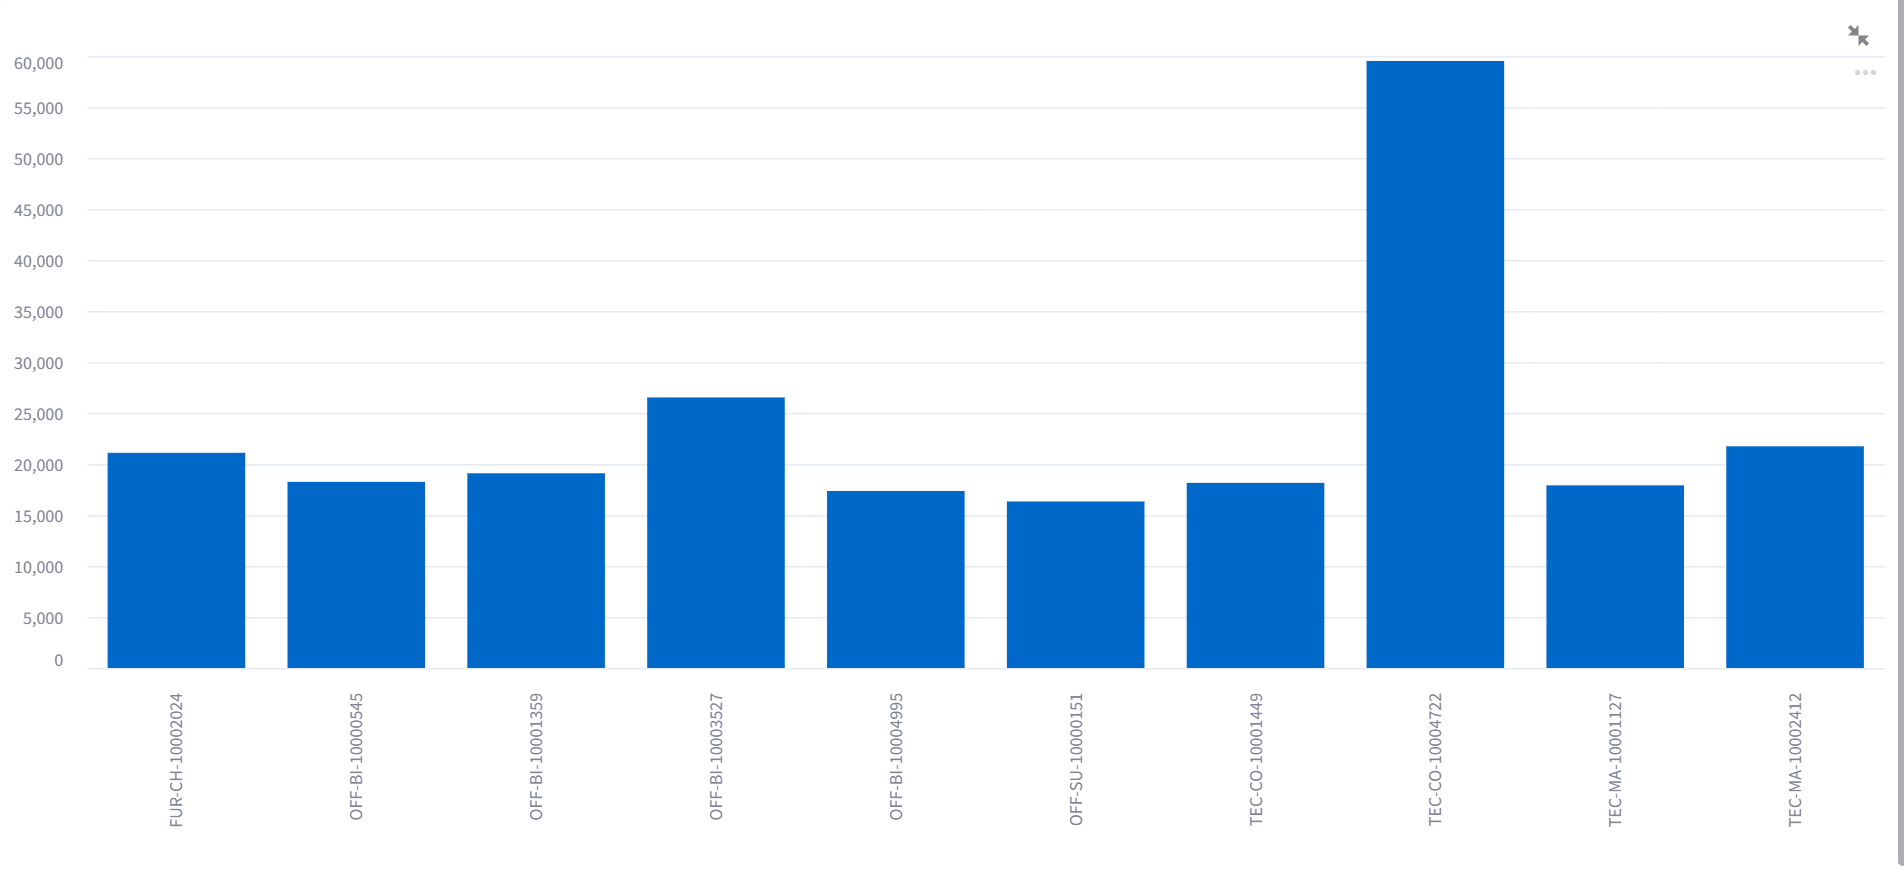 60,000
55,000
50,000
45,000
40,000
35,000
30,000
25,000
20,000
15,000
10,000
5,000
0
FUR-CH-10002024
OFF-BI-10000545
OFF-BI-10001359
OFF-BI-10003527
OFF-BI-10004995
OFF-SU-10000151
TEC-CO-10001449
TEC-CO-10004722
TEC-MA-10001127
TEC-MA-10002412